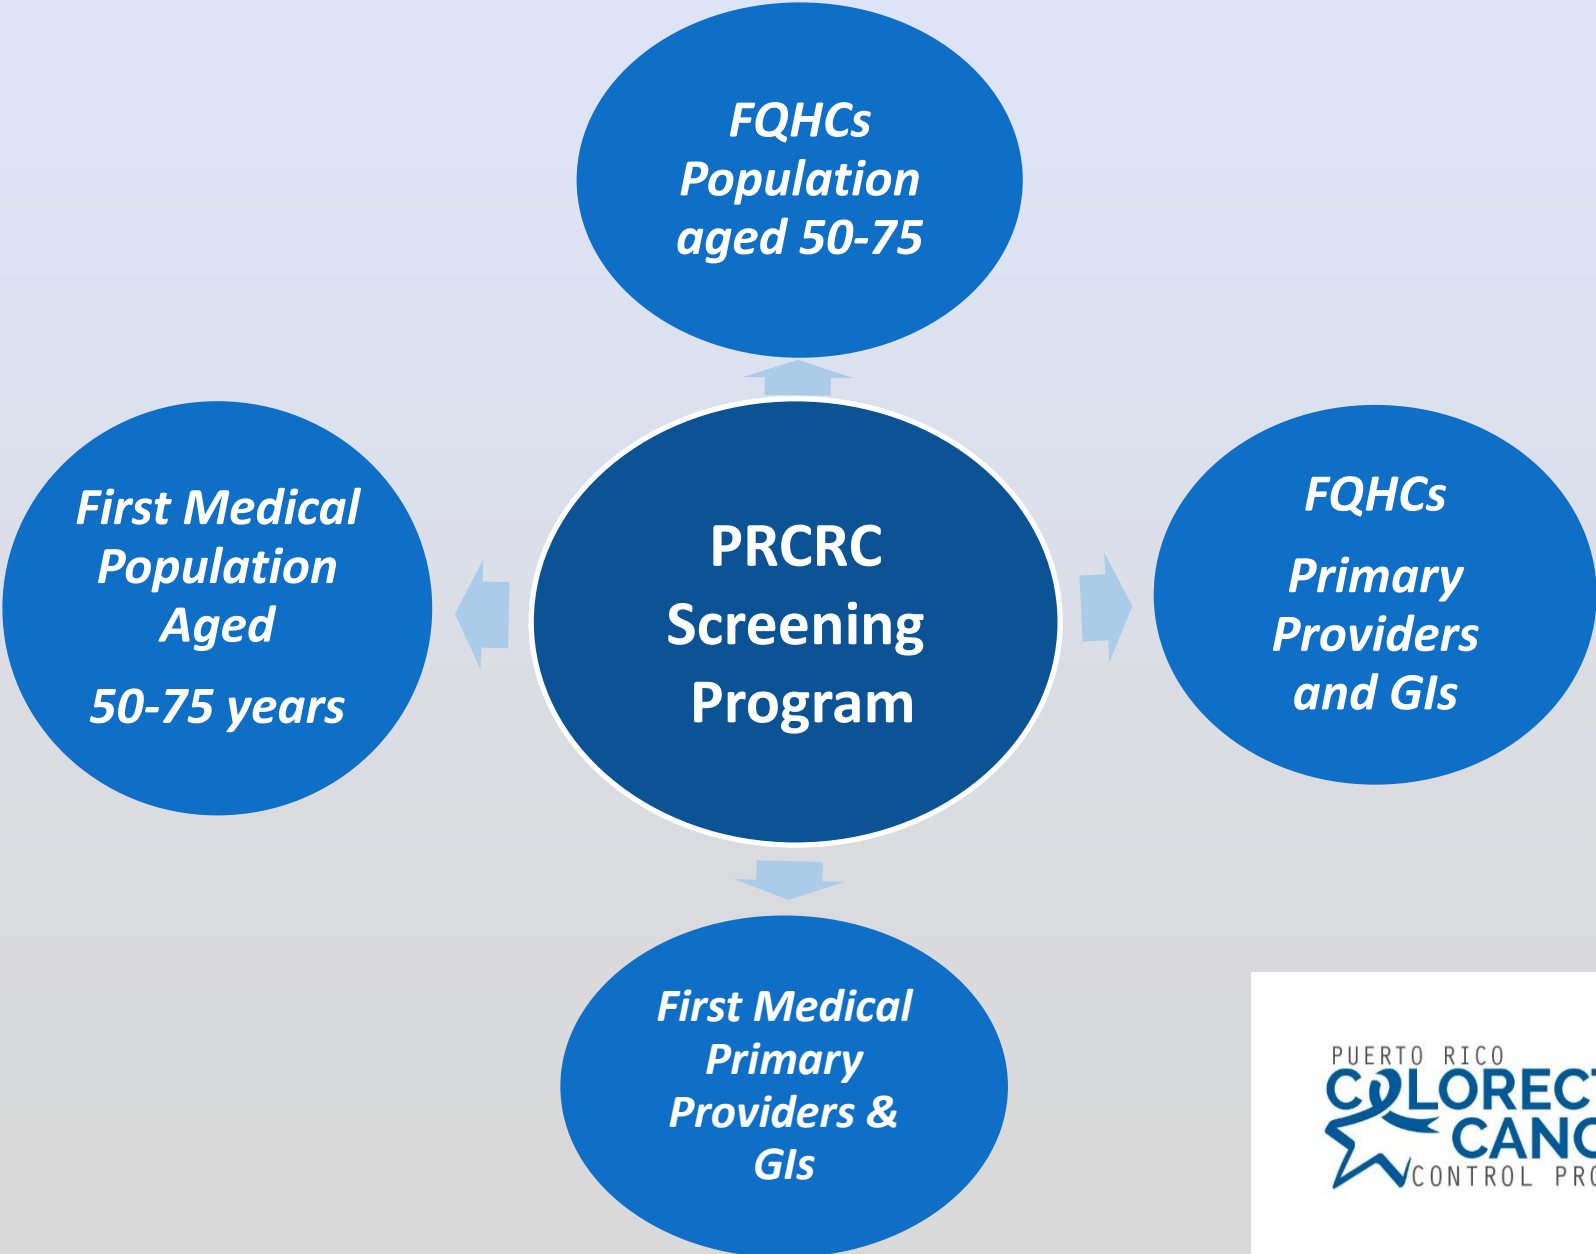 FQHCs
Population
aged 50-75
First Medical
Population
Aged
50-75 years
PRCRC
Screening
Program
FQHCs
Primary
Providers
and GIs
First Medical
Primary
Providers &
GIs
PUERTO RICO
CONTROL